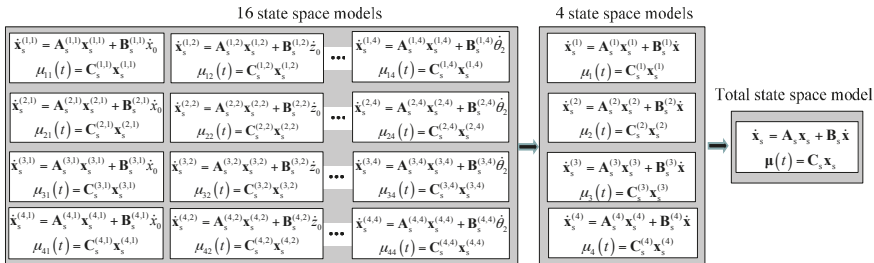 16 state space models
4 state space models
ẋₛ^(1,1) = Aₛ^(1,1) xₛ^(1,1) + Bₛ^(1,1) ẋ₀
μ₁₁(t) = Cₛ^(1,1) xₛ^(1,1)
ẋₛ^(1,2) = Aₛ^(1,2) xₛ^(1,2) + Bₛ^(1,2) ż₀
μ₁₂(t) = Cₛ^(1,2) xₛ^(1,2)
•••
ẋₛ^(1,4) = Aₛ^(1,4) xₛ^(1,4) + Bₛ^(1,4) θ̇₂
μ₁₄(t) = Cₛ^(1,4) xₛ^(1,4)
ẋₛ^(2,1) = Aₛ^(2,1) xₛ^(2,1) + Bₛ^(2,1) ẋ₀
μ₂₁(t) = Cₛ^(2,1) xₛ^(2,1)
ẋₛ^(2,2) = Aₛ^(2,2) xₛ^(2,2) + Bₛ^(2,2) ż₀
μ₂₂(t) = Cₛ^(2,2) xₛ^(2,2)
•••
ẋₛ^(2,4) = Aₛ^(2,4) xₛ^(2,4) + Bₛ^(2,4) θ̇₂
μ₂₄(t) = Cₛ^(2,4) xₛ^(2,4)
ẋₛ^(3,1) = Aₛ^(3,1) xₛ^(3,1) + Bₛ^(3,1) ẋ₀
μ₃₁(t) = Cₛ^(3,1) xₛ^(3,1)
ẋₛ^(3,2) = Aₛ^(3,2) xₛ^(3,2) + Bₛ^(3,2) ż₀
μ₃₂(t) = Cₛ^(3,2) xₛ^(3,2)
•••
ẋₛ^(3,4) = Aₛ^(3,4) xₛ^(3,4) + Bₛ^(3,4) θ̇₂
μ₃₄(t) = Cₛ^(3,4) xₛ^(3,4)
ẋₛ^(4,1) = Aₛ^(4,1) xₛ^(4,1) + Bₛ^(4,1) ẋ₀
μ₄₁(t) = Cₛ^(4,1) xₛ^(4,1)
ẋₛ^(4,2) = Aₛ^(4,2) xₛ^(4,2) + Bₛ^(4,2) ż₀
μ₄₂(t) = Cₛ^(4,2) xₛ^(4,2)
•••
ẋₛ^(4,4) = Aₛ^(4,4) xₛ^(4,4) + Bₛ^(4,4) θ̇₂
μ₄₄(t) = Cₛ^(4,4) xₛ^(4,4)
ẋₛ^(1) = Aₛ^(1) xₛ^(1) + Bₛ^(1) ẋ
μ₁(t) = Cₛ^(1) xₛ^(1)
ẋₛ^(2) = Aₛ^(2) xₛ^(2) + Bₛ^(2) ẋ
μ₂(t) = Cₛ^(2) xₛ^(2)
ẋₛ^(3) = Aₛ^(3) xₛ^(3) + Bₛ^(3) ẋ
μ₃(t) = Cₛ^(3) xₛ^(3)
ẋₛ^(4) = Aₛ^(4) xₛ^(4) + Bₛ^(4) ẋ
μ₄(t) = Cₛ^(4) xₛ^(4)
Total state space model
ẋₛ = Aₛ xₛ + Bₛ ẋ
μ(t) = Cₛ xₛ